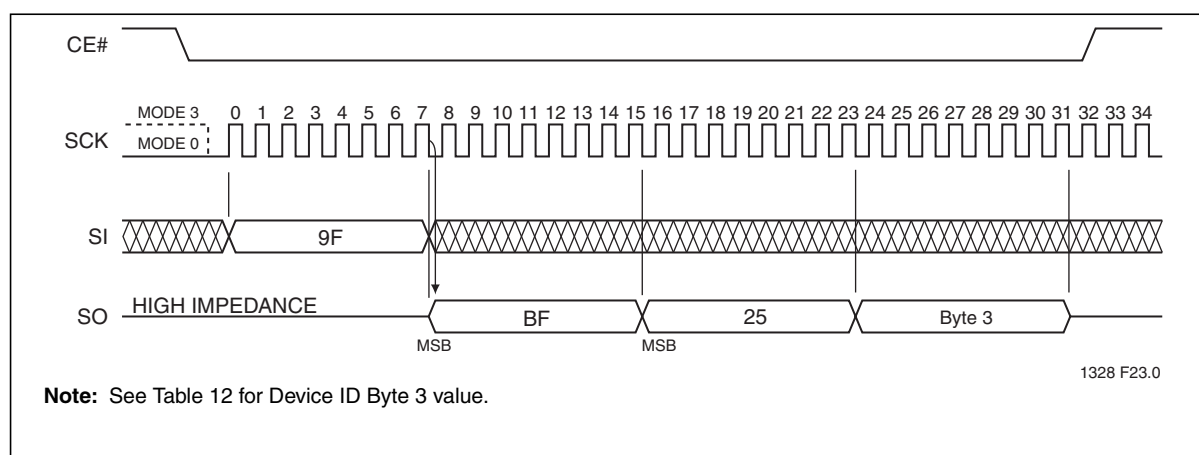 CE#
MODE 3
0 1 2 3 4 5 6 7 8 9 10 11 12 13 14 15 16 17 18 19 20 21 22 23 24 25 26 27 28 29 30 31 32 33 34
SCK
MODE 0
SI
9F
HIGH IMPEDANCE
SO
BF
25
Byte 3
MSB
MSB
1328 F23.0
Note: See Table 12 for Device ID Byte 3 value.